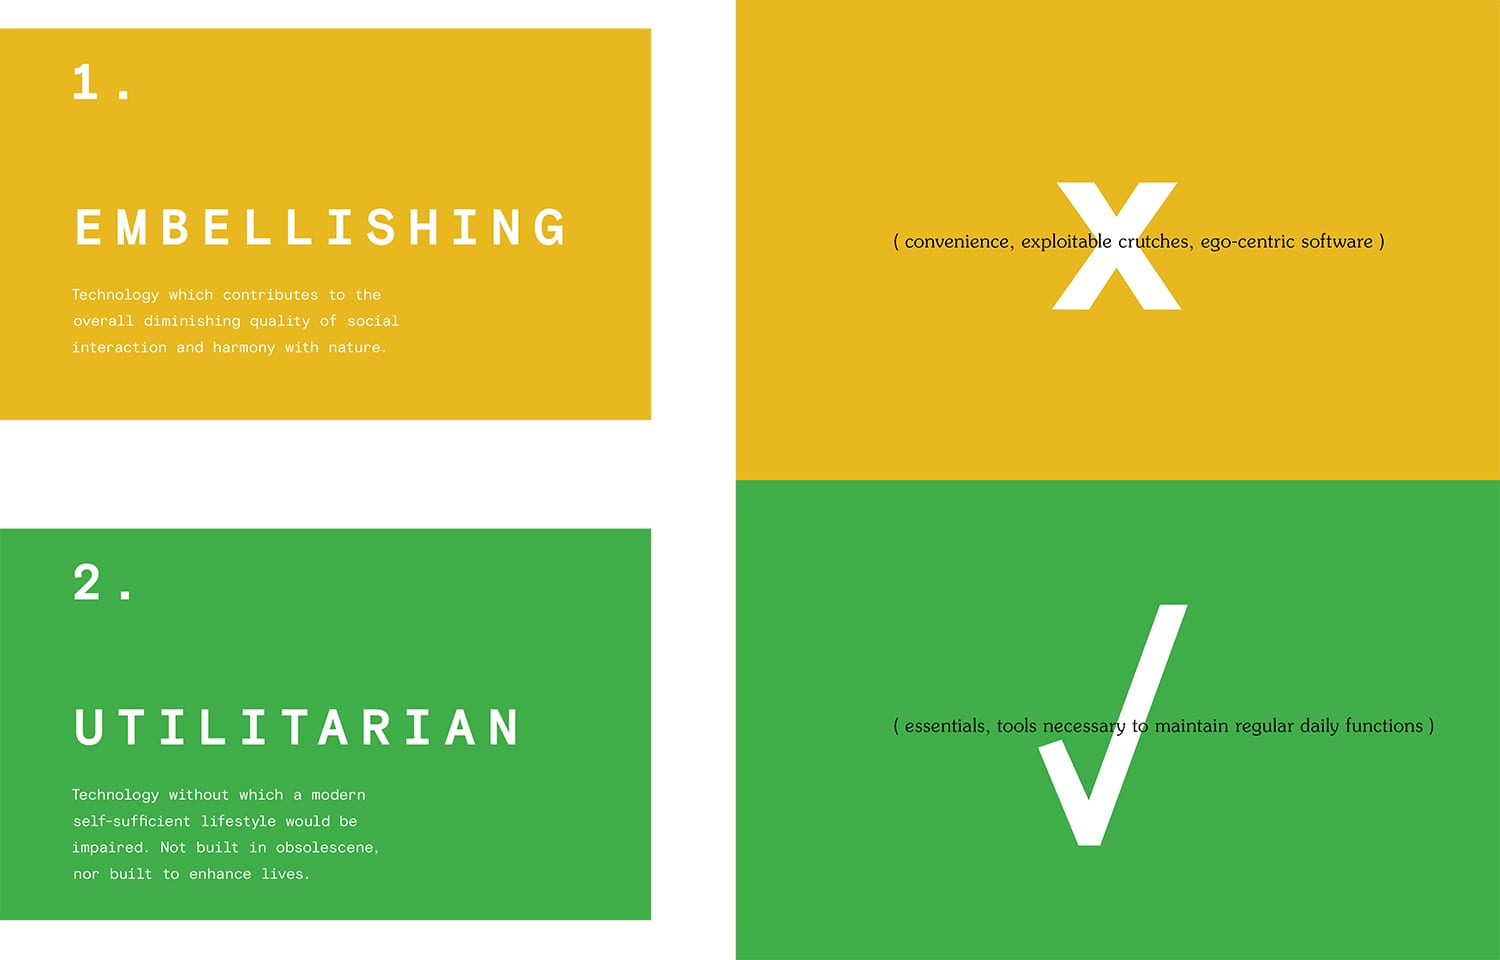 1.
EMBELLISHING
Technology which contributes to the
overall diminishing quality of social
interaction and harmony with nature.
X
( convenience, exploitable crutches, ego-centric software )
2.
UTILITARIAN
Technology without which a modern
self-sufficient lifestyle would be
impaired. Not built in obsolescene,
nor built to enhance lives.
√
( essentials, tools necessary to maintain regular daily functions )